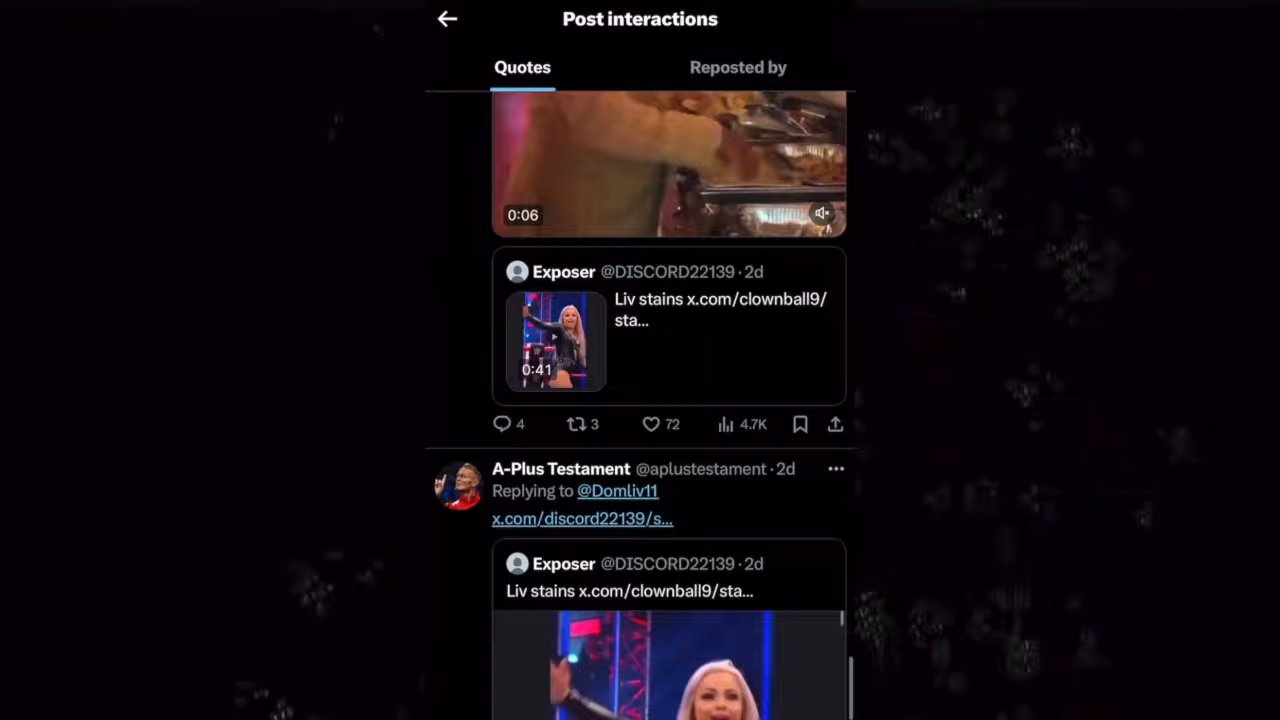 Post interactions
Quotes
Reposted by
0:06
Exposer @DISCORD22139 · 2d
Liv stains x.com/clownball9/
sta...
0:41
4 3 72 4.7K
A-Plus Testament @aplustestament · 2d
Replying to @Domliv11
x.com/discord22139/s...
Exposer @DISCORD22139 · 2d
Liv stains x.com/clownball9/sta...